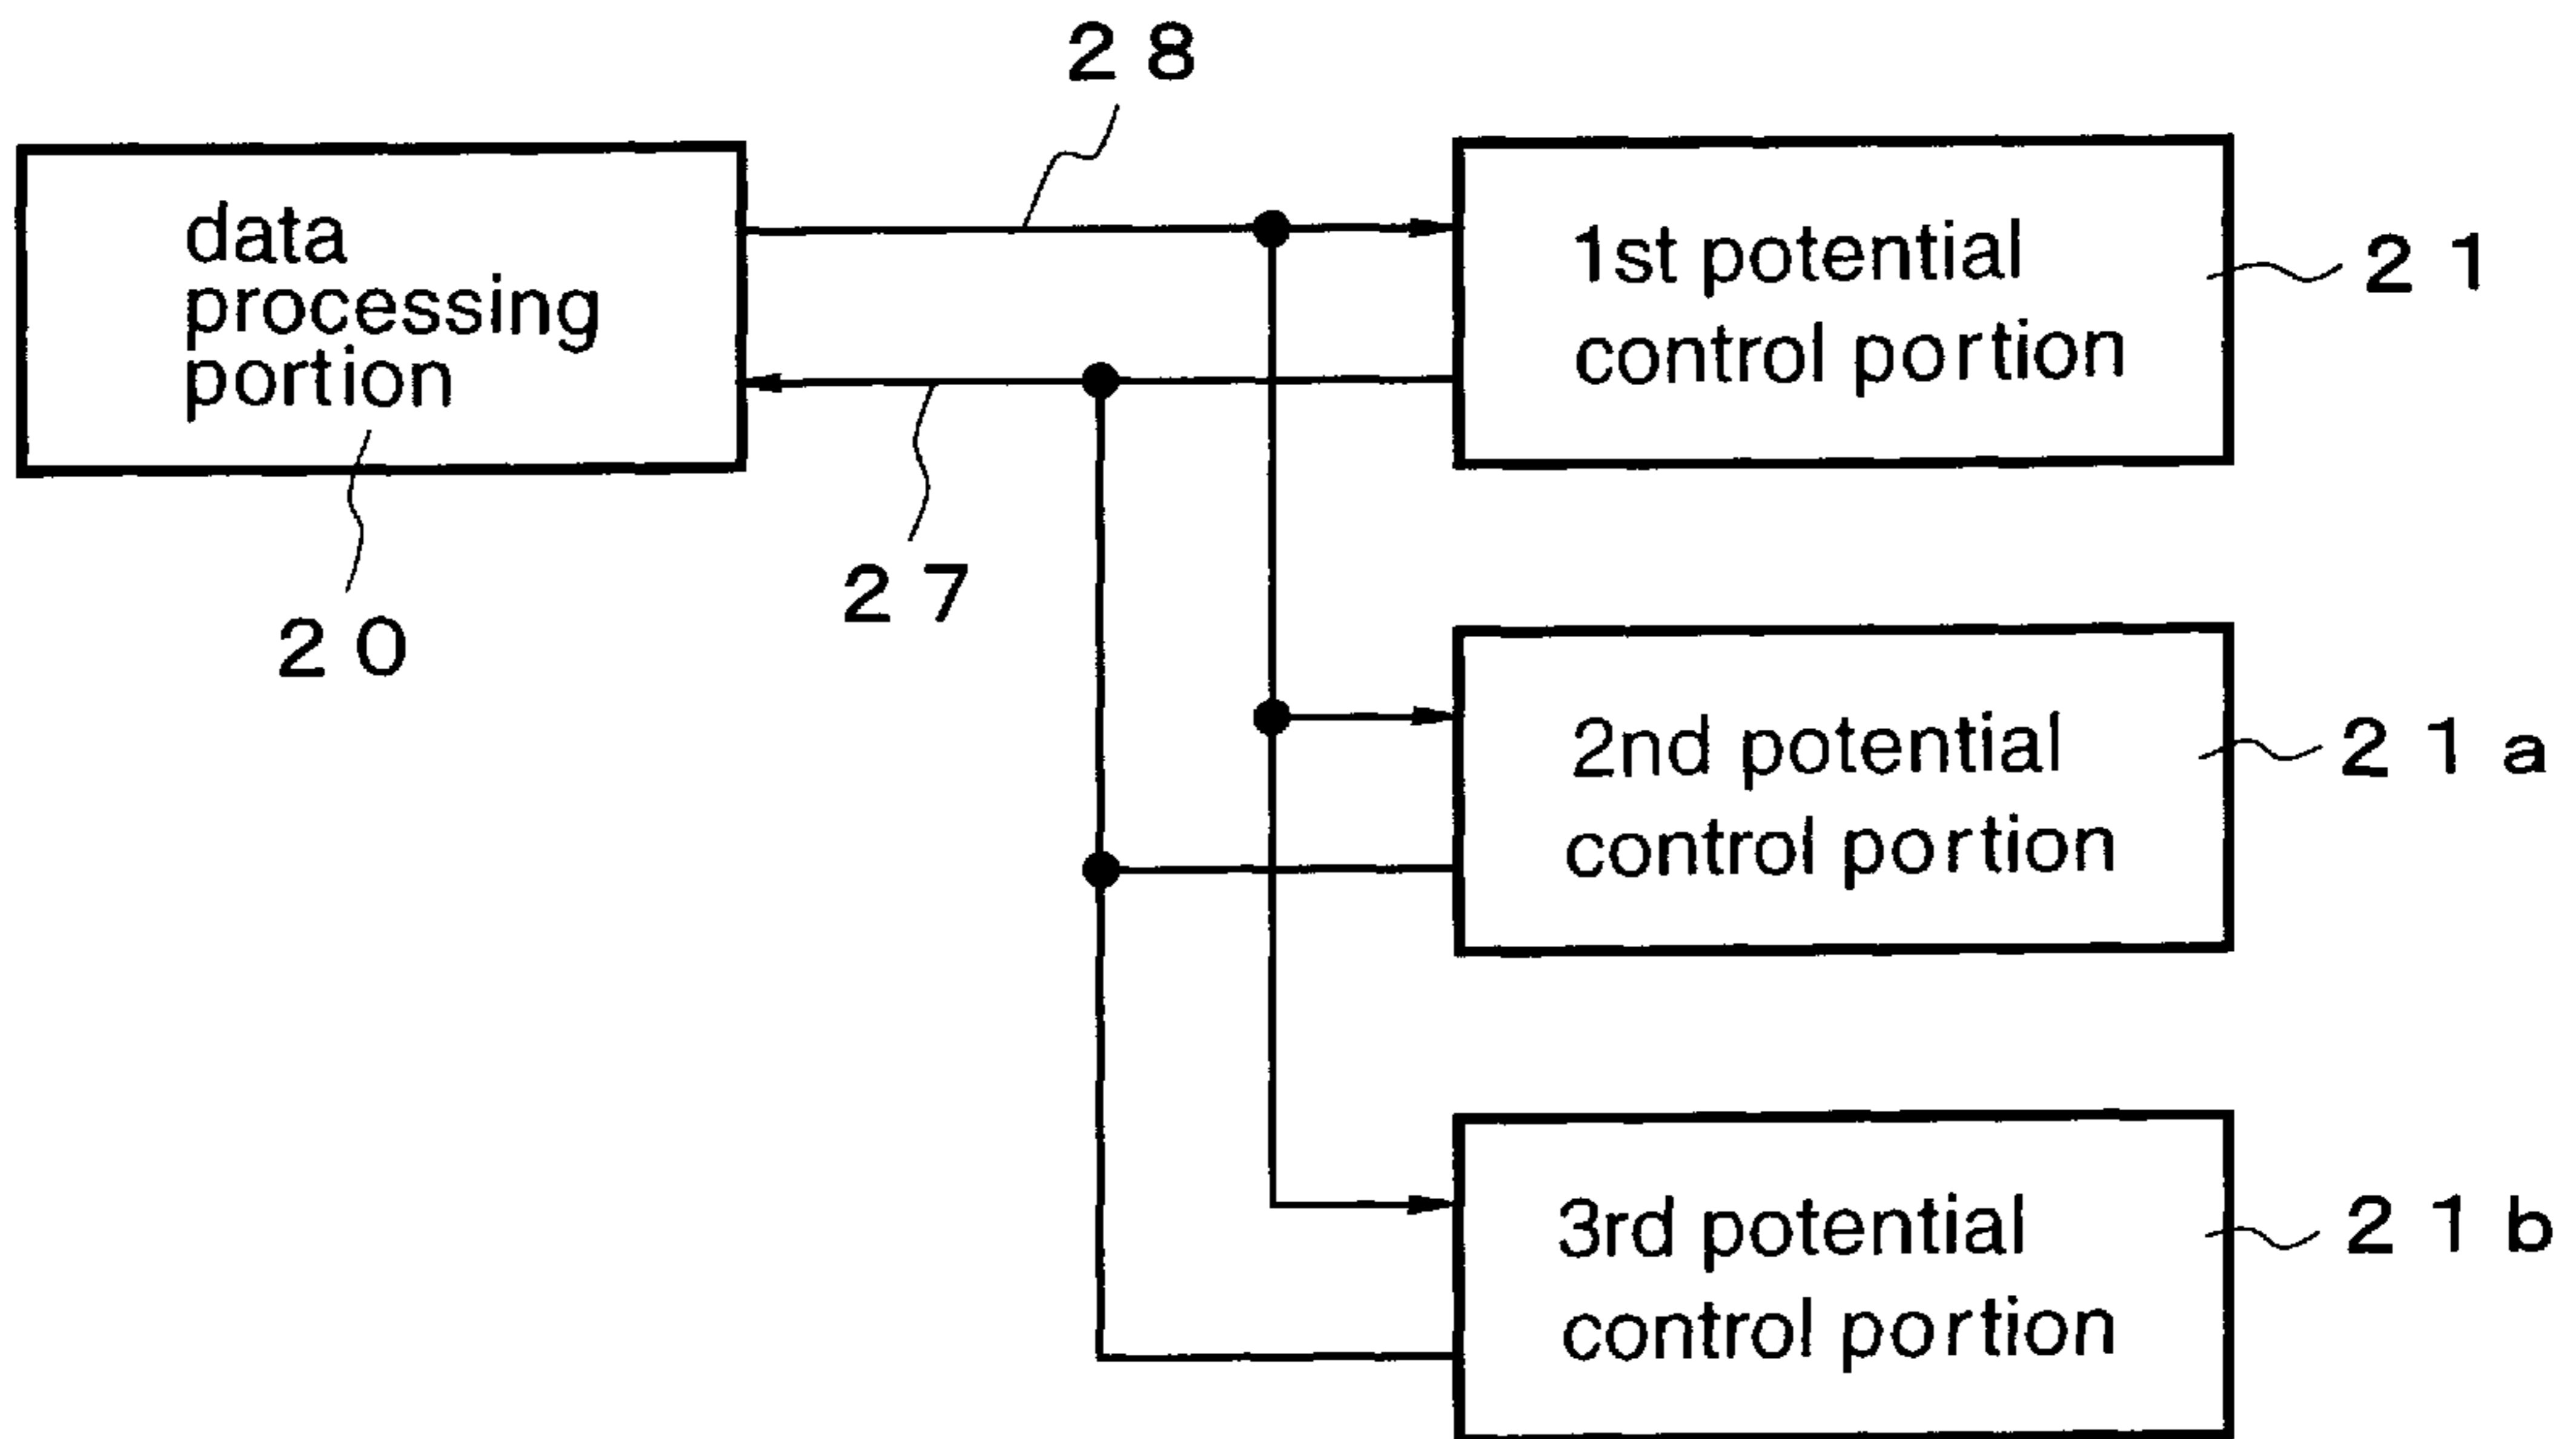 28
data
processing
portion
20
27
1st potential
control portion
21
2nd potential
control portion
21a
3rd potential
control portion
21b